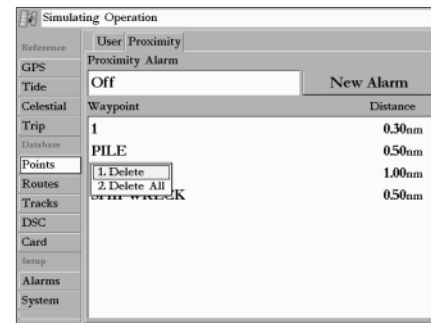 Simulating Operation
Reference
GPS
Tide
Celestial
Trip
Database
Points
Routes
Tracks
DSC
Card
Setup
Alarms
System
User Proximity
Proximity Alarm
Off
New Alarm
Waypoint Distance
1 0.30nm
PILE 0.50nm
1. Delete
2. Delete All
1.00nm
SHIP WRECK 0.50nm